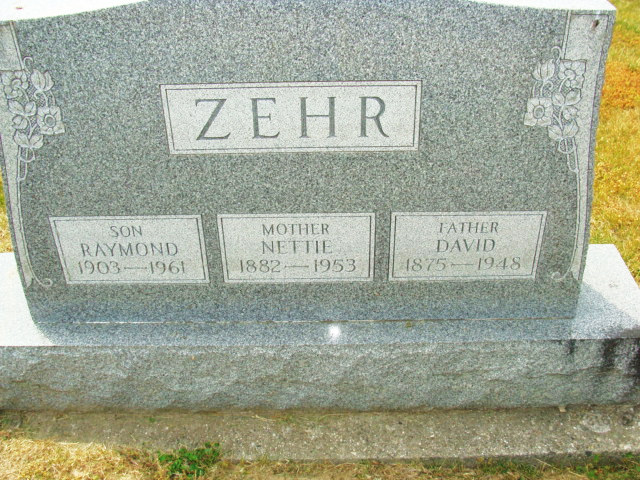 ZEHR
SON
RAYMOND
1903—1961
MOTHER
NETTIE
1882—1953
FATHER
DAVID
1875—1948